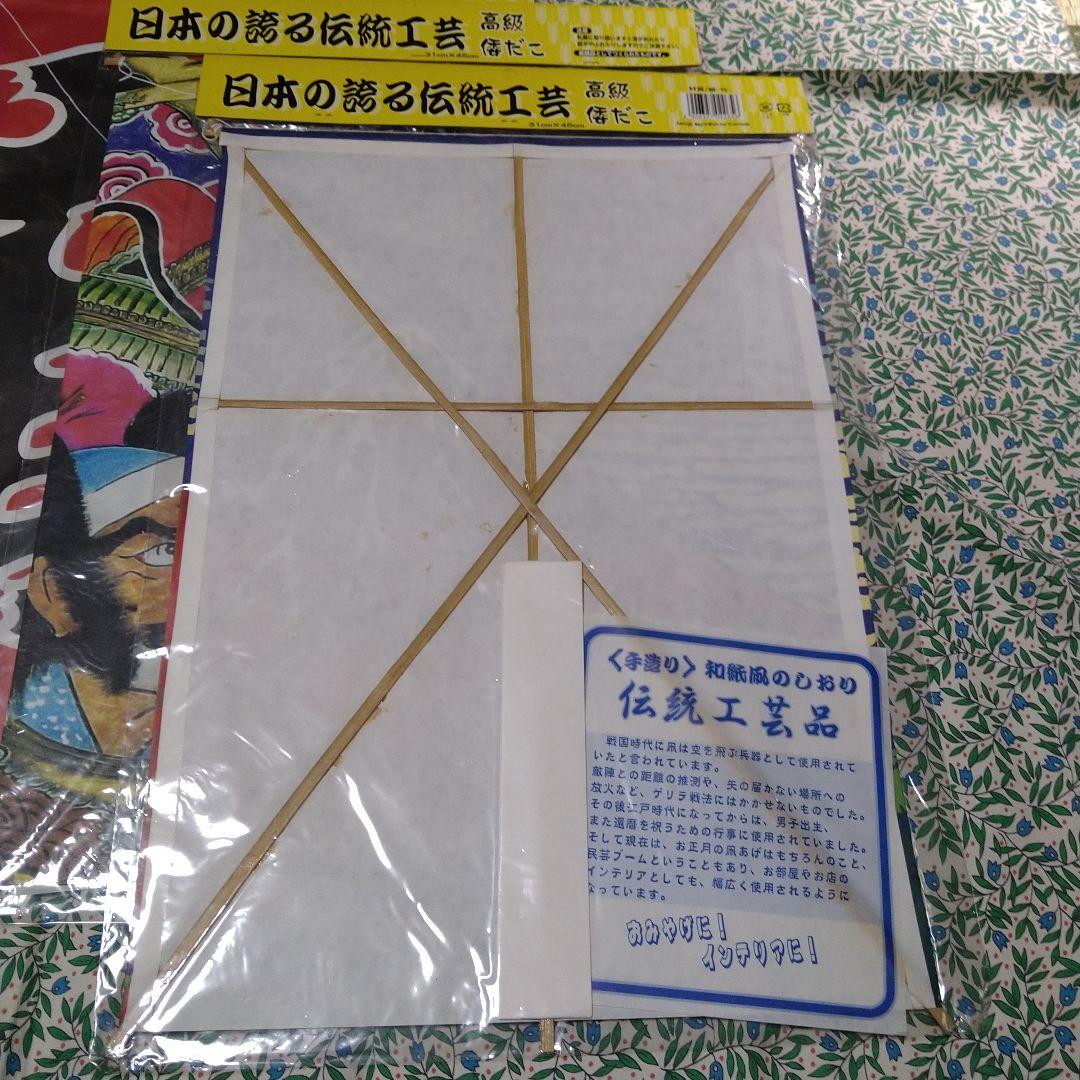 日本の誇る伝統工芸 高級 倭だこ
31cm×45cm
日本の誇る伝統工芸 高級 倭だこ
31cm×45cm
〈手造り〉和紙凧のしおり
伝統工芸品
戦国時代に凧は空を飛ぶ兵器として使用されて
いたと言われています。
敵陣との距離の推測や、矢の届かない場所への
放火など、ゲリラ戦法にはかかせないものでした。
その後江戸時代になってからは、男子出生、
また還暦を祝うための行事に使用されていました。
そして現在は、お正月の凧あげはもちろんのこと、
民芸ブームということもあり、お部屋やお店の
インテリアとしても、幅広く使用されるように
なっています。
おみやげに!
インテリアに!